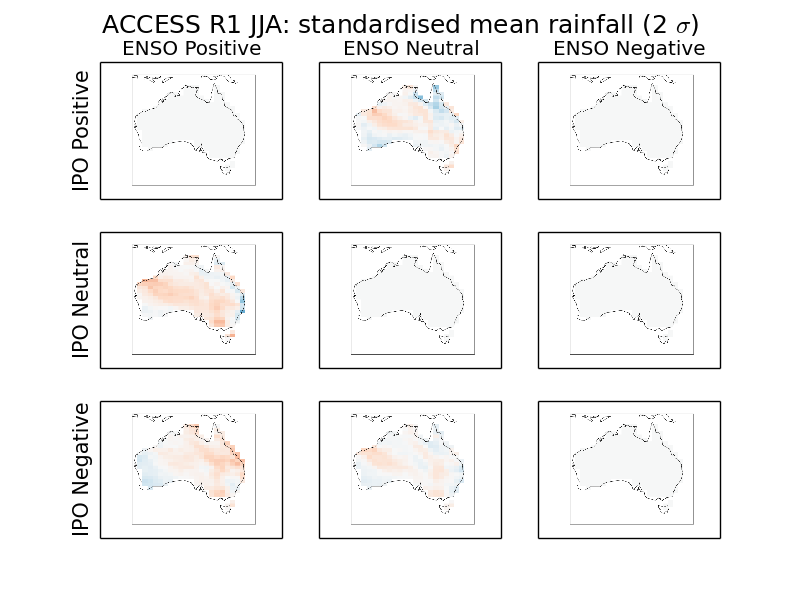 ACCESS R1 JJA: standardised mean rainfall (2 σ)
ENSO Positive ENSO Neutral ENSO Negative
IPO Positive
IPO Neutral
IPO Negative